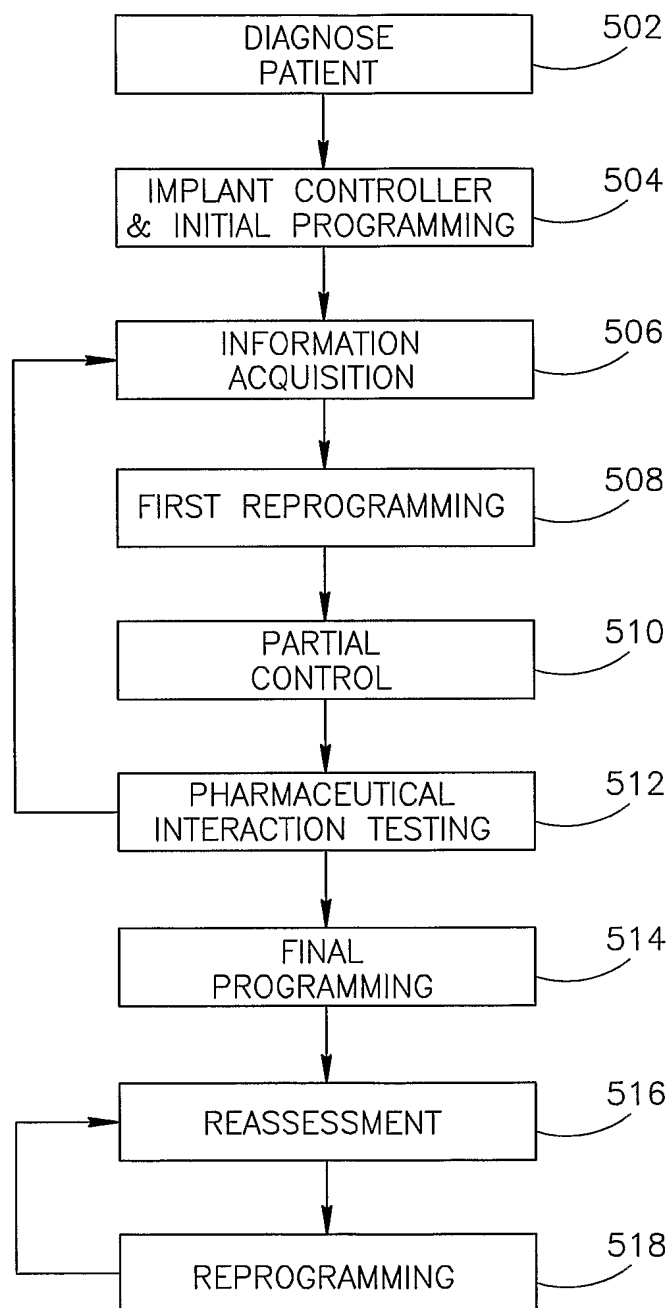 DIAGNOSE
PATIENT
502
IMPLANT CONTROLLER
& INITIAL PROGRAMMING
504
INFORMATION
ACQUISITION
506
FIRST REPROGRAMMING
508
PARTIAL
CONTROL
510
PHARMACEUTICAL
INTERACTION TESTING
512
FINAL
PROGRAMMING
514
REASSESSMENT
516
REPROGRAMMING
518